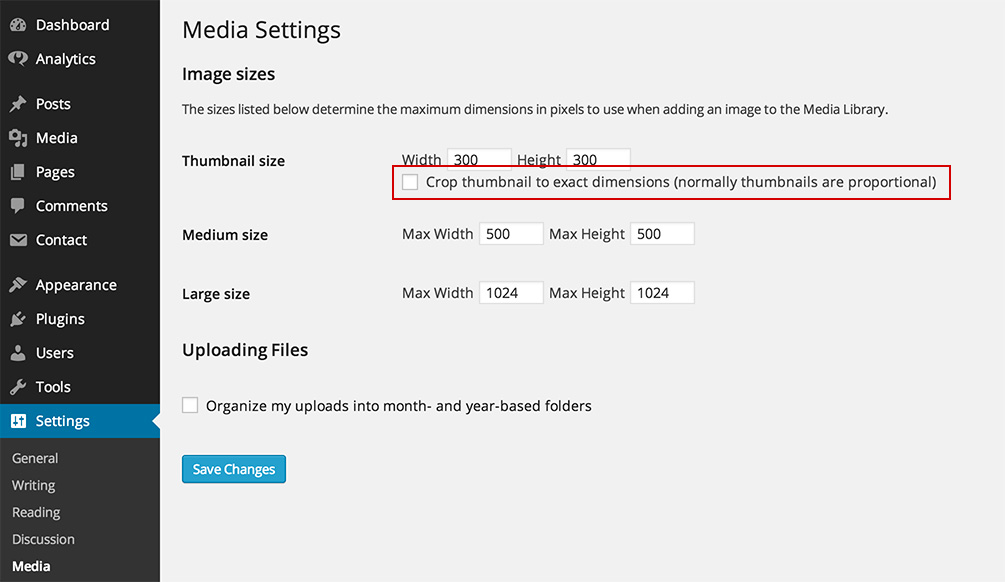 Dashboard
Analytics
Posts
Media
Pages
Comments
Contact
Appearance
Plugins
Users
Tools
Settings
General
Writing
Reading
Discussion
Media
Media Settings
Image sizes
The sizes listed below determine the maximum dimensions in pixels to use when adding an image to the Media Library.
Thumbnail size Width 300 Height 300
Crop thumbnail to exact dimensions (normally thumbnails are proportional)
Medium size Max Width 500 Max Height 500
Large size Max Width 1024 Max Height 1024
Uploading Files
Organize my uploads into month- and year-based folders
Save Changes